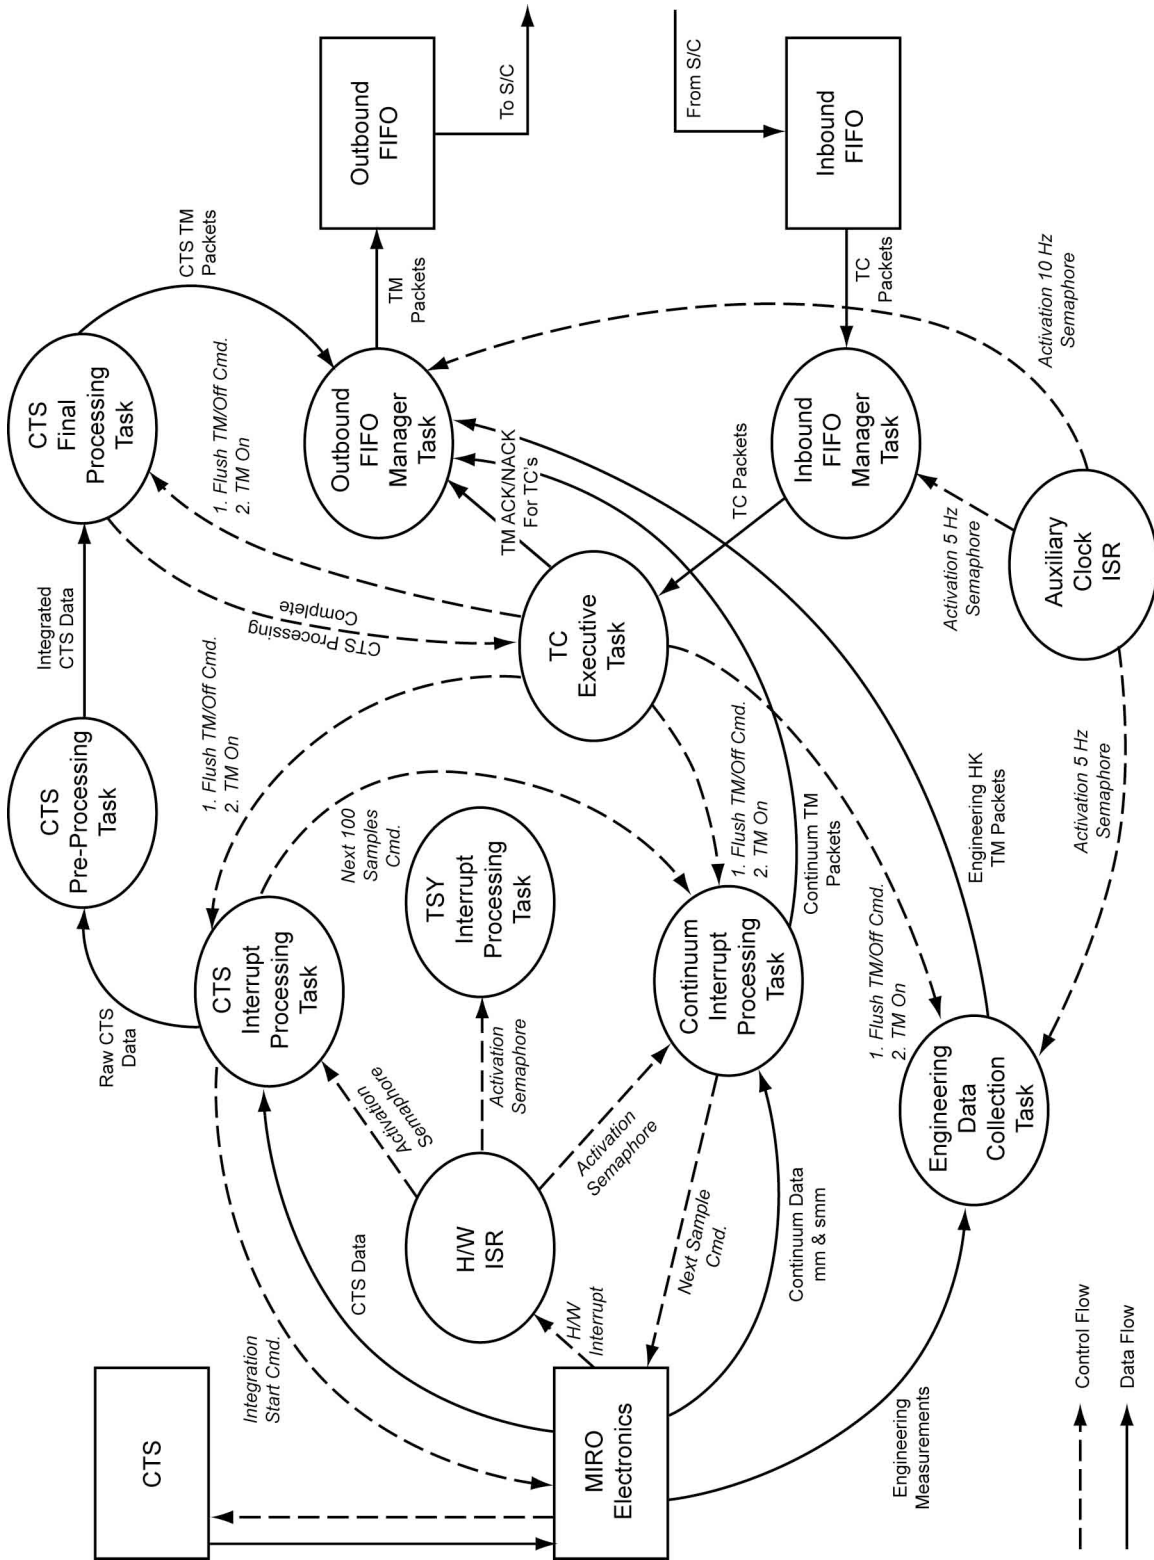 CTS
MIRO
Electronics
Integration
Start Cmd.
CTS Data
H/W
Interrupt
H/W
ISR
Next Sample
Cmd.
Continuum Data
mm & smm
Engineering
Measurements
Control Flow
Data Flow
Raw CTS
Data
CTS
Interrupt
Processing
Task
Activation
Semaphore
Activation
Semaphore
Activation
Semaphore
TSY
Interrupt
Processing
Task
Continuum
Interrupt
Processing
Task
Engineering
Data
Collection
Task
CTS
Pre-Processing
Task
Next 100
Samples
Cmd.
1. Flush TM/Off Cmd.
2. TM On
1. Flush TM/Off Cmd.
2. TM On
1. Flush TM/Off Cmd.
2. TM On
Continuum TM
Packets
Integrated
CTS Data
CTS Processing
Complete
TC
Executive
Task
Engineering HK
TM Packets
Activation 5 Hz
Semaphore
CTS
Final
Processing
Task
1. Flush TM/Off Cmd.
2. TM On
TM ACK/NACK
For TC's
TC Packets
Outbound
FIFO
Manager
Task
Inbound
FIFO
Manager
Task
Activation 5 Hz
Semaphore
Auxiliary
Clock
ISR
CTS TM
Packets
TM
Packets
TC
Packets
Activation 10 Hz
Semaphore
Outbound
FIFO
Inbound
FIFO
To S/C
From S/C